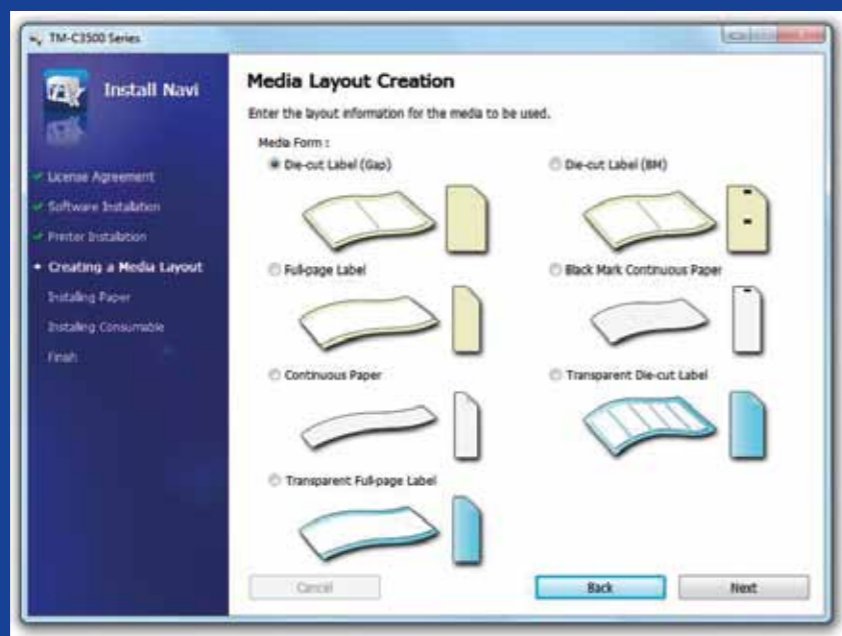 TM-C3500 Series
Install Navi
License Agreement
Software Installation
Printer Installation
Creating a Media Layout
Installing Paper
Installing Consumable
Finish
Media Layout Creation
Enter the layout information for the media to be used.
Media Form :
Die-cut Label (Gap)
Die-cut Label (BM)
Full-page Label
Black Mark Continuous Paper
Continuous Paper
Transparent Die-cut Label
Transparent Full-page Label
Cancel
Back
Next